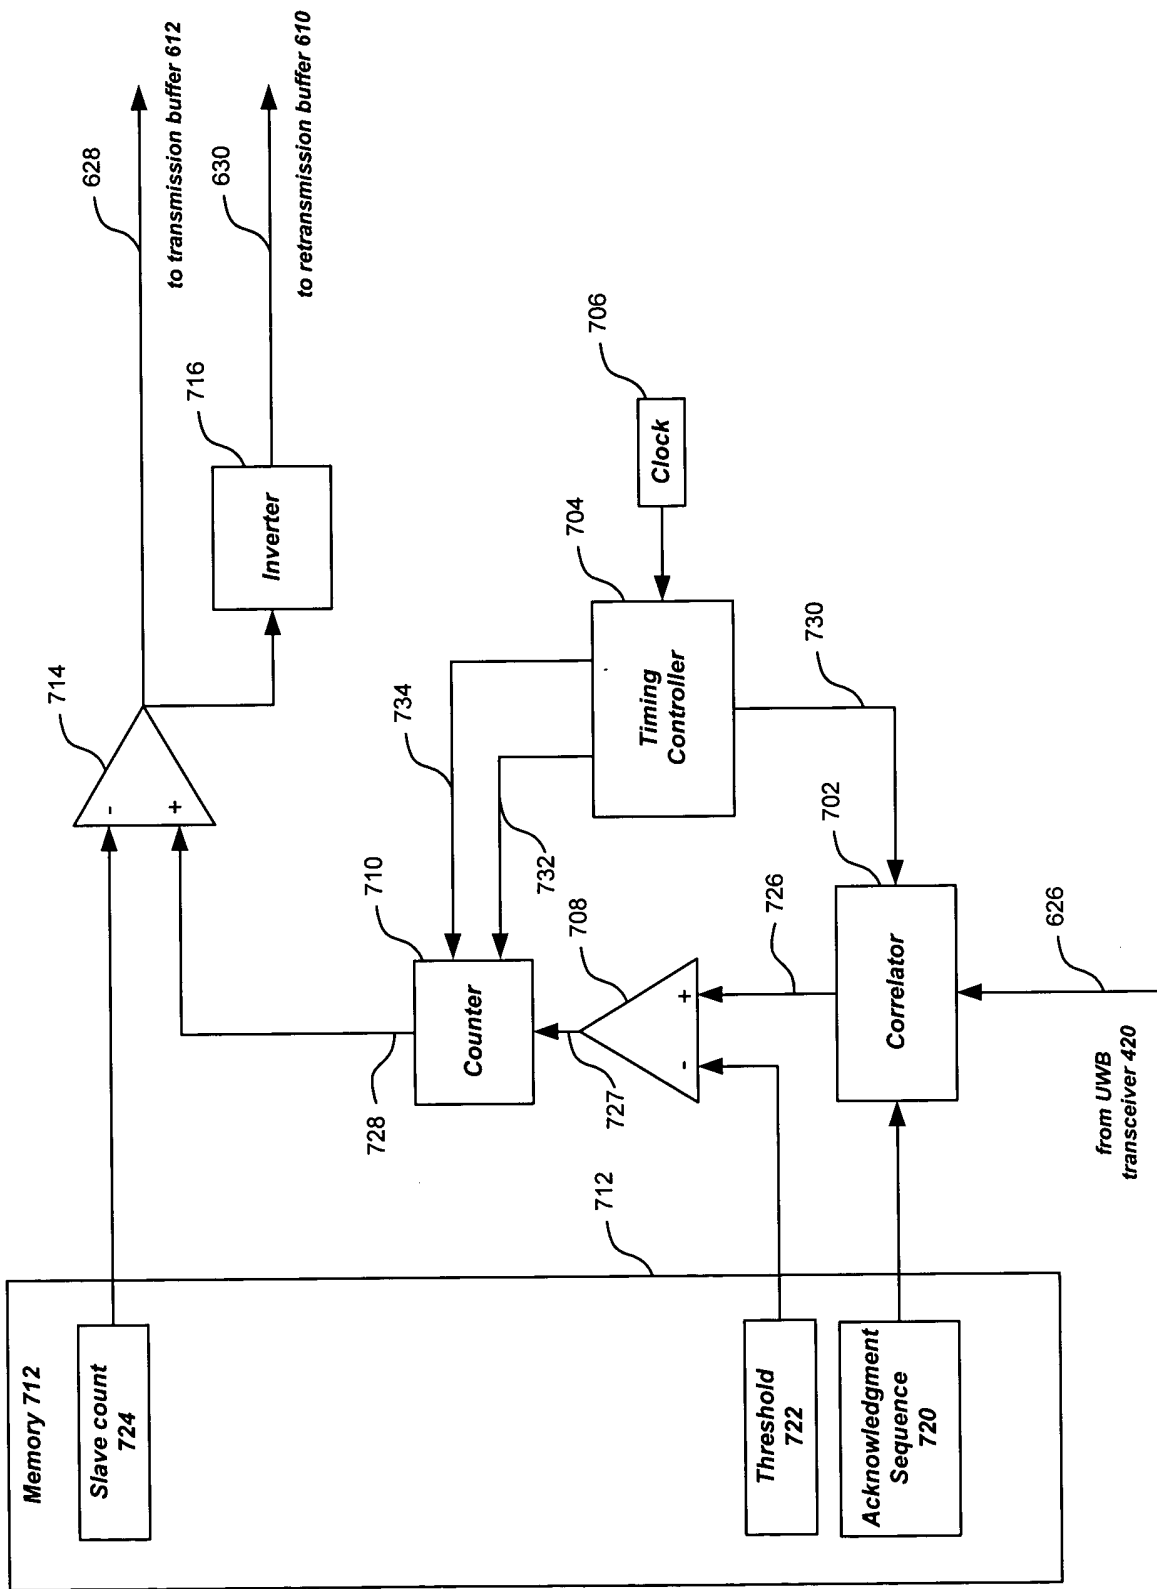 Memory 712
Slave count
724
Threshold
722
Acknowledgment
Sequence
720
712
714
-
+
628
to transmission buffer 612
716
Inverter
630
to retransmission buffer 610
710
Counter
728
734
732
727
708
-
+
704
Timing
Controller
706
Clock
730
726
702
Correlator
626
from UWB
transceiver 420